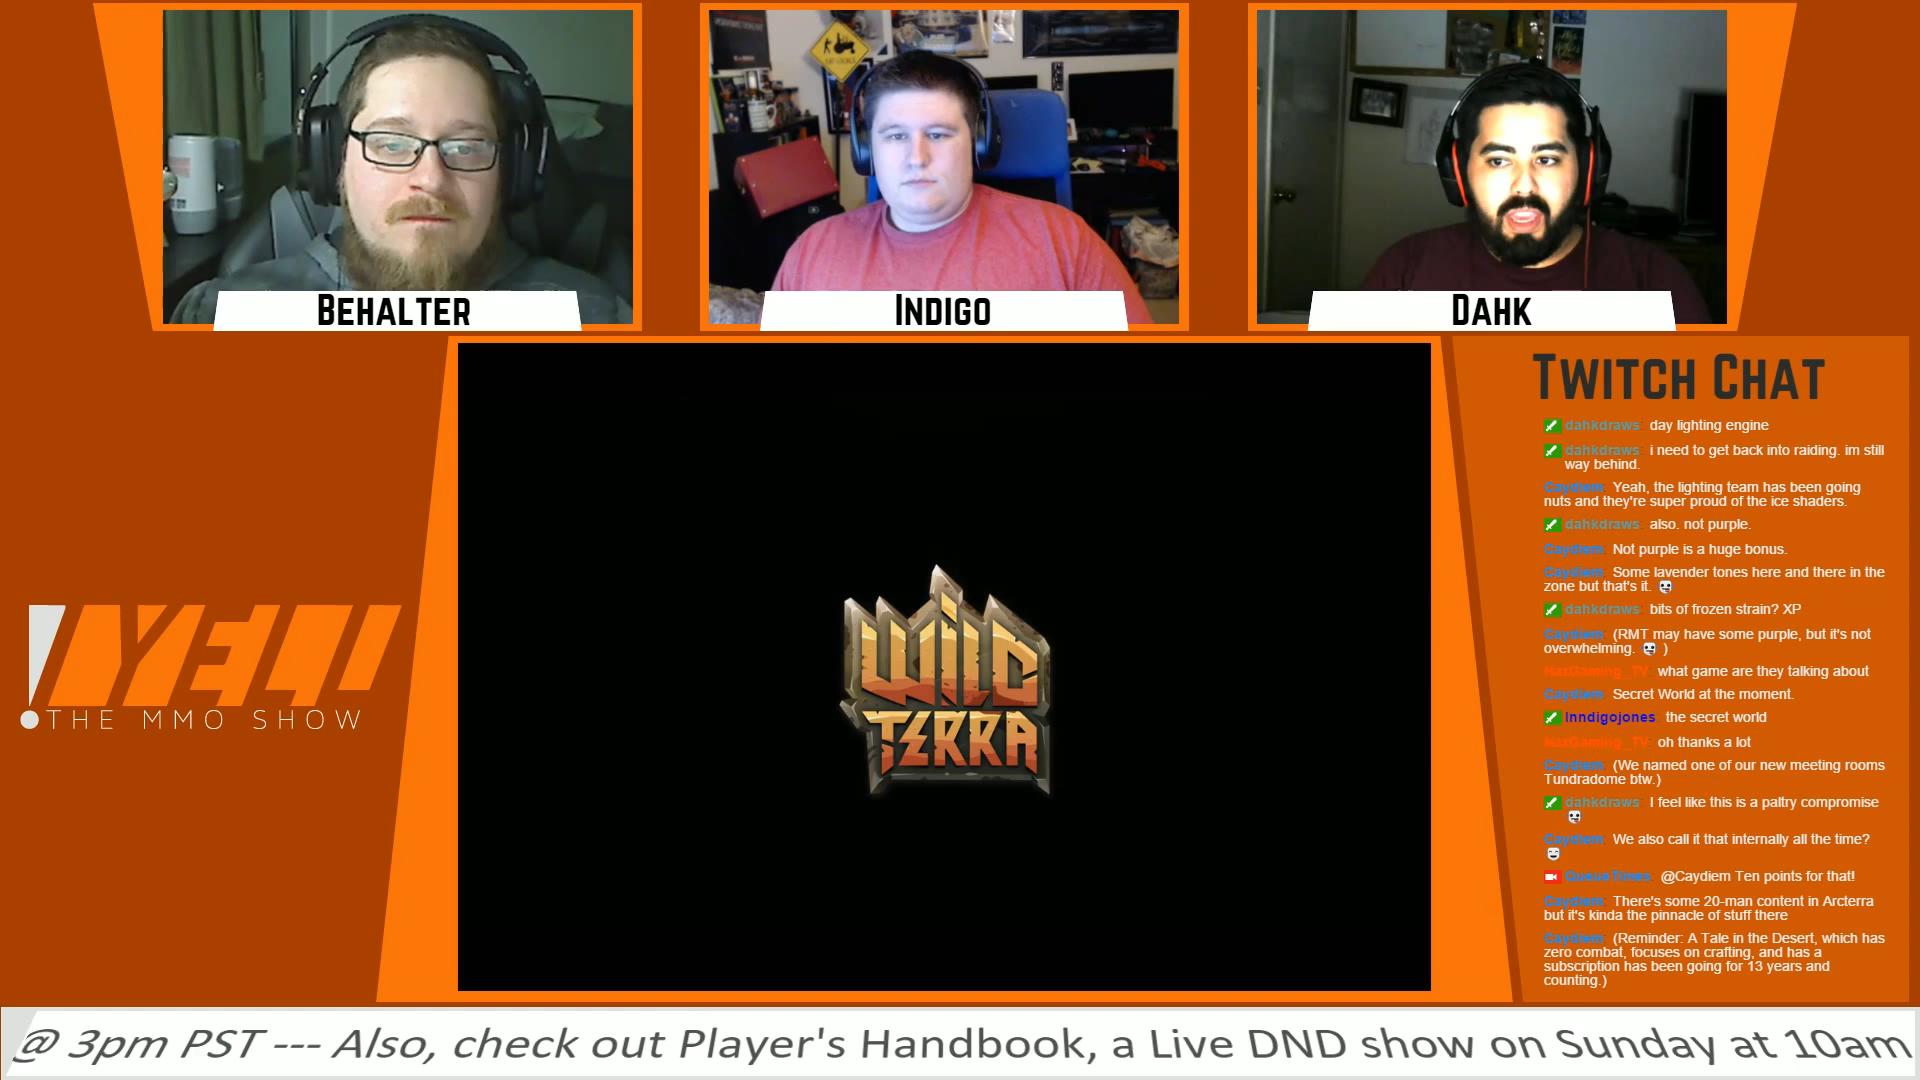 BEHALTER
INDIGO
DAHK
TWITCH CHAT
dahkdraws: day lighting engine
dahkdraws: i need to get back into raiding. im still
way behind.
Caydiem: Yeah, the lighting team has been going
nuts and they're super proud of the ice shaders.
dahkdraws: also. not purple.
Caydiem: Not purple is a huge bonus.
Caydiem: Some lavender tones here and there in the
zone but that's it.
dahkdraws: bits of frozen strain? XP
Caydiem: (RMT may have some purple, but it's not
overwhelming. )
NazGaming_TV: what game are they talking about
Caydiem: Secret World at the moment.
Inndigojones: the secret world
NazGaming_TV: oh thanks a lot
Caydiem: (We named one of our new meeting rooms
Tundradome btw.)
dahkdraws: I feel like this is a paltry compromise
Caydiem: We also call it that internally all the time?
QueueTimes: @Caydiem Ten points for that!
Caydiem: There's some 20-man content in Arcterra
but it's kinda the pinnacle of stuff there
Caydiem: (Reminder: A Tale in the Desert, which has
zero combat, focuses on crafting, and has a
subscription has been going for 13 years and
counting.)
WILD
TERRA
!YELL
THE MMO SHOW
@ 3pm PST --- Also, check out Player's Handbook, a Live DND show on Sunday at 10am